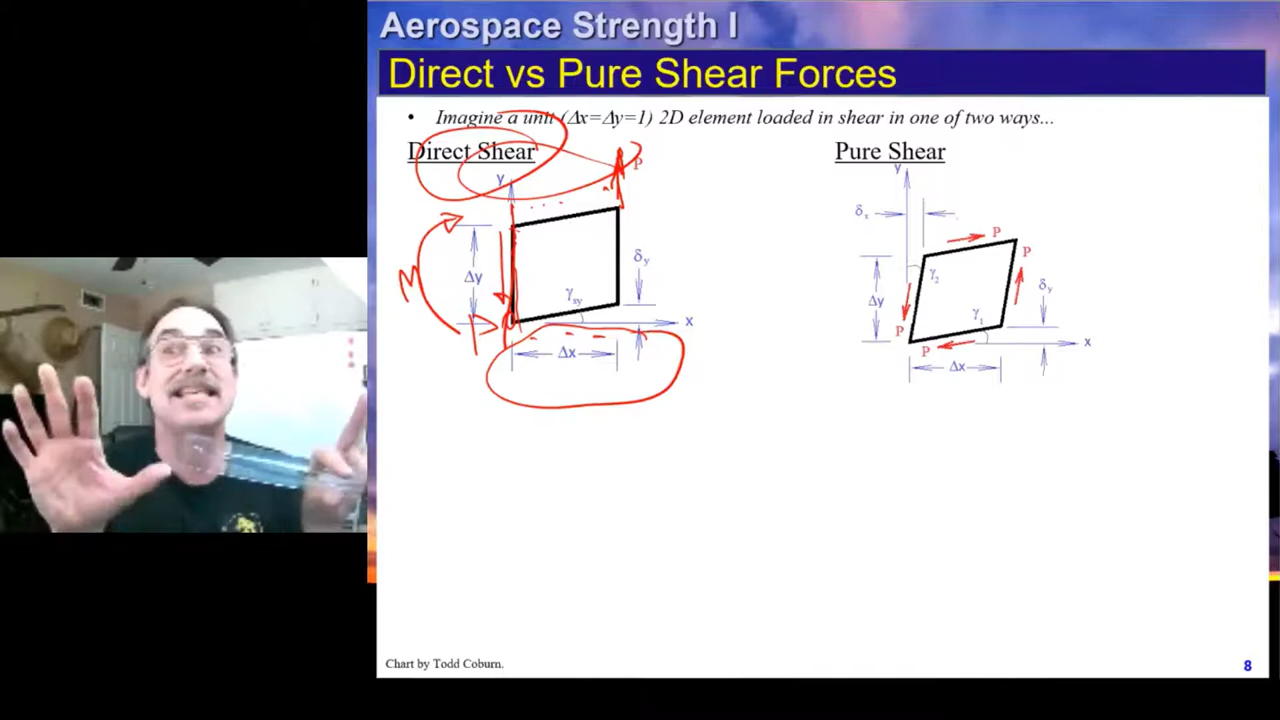 Aerospace Strength I
Direct vs Pure Shear Forces
• Imagine a unit (Δx=Δy=1) 2D element loaded in shear in one of two ways...
Direct Shear
P
y
Δy
δy
γxy
x
Δx
M
P
Pure Shear
y
δx
P
P
γ2
Δy
δy
γ1
P
P
x
Δx
Chart by Todd Coburn.
8